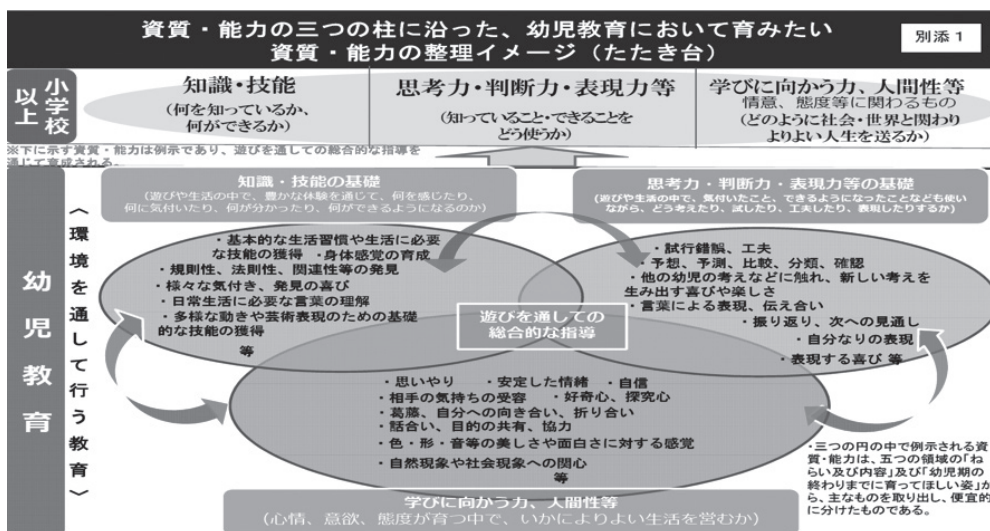 資質・能力の三つの柱に沿った、幼児教育において育みたい
資質・能力の整理イメージ（たたき台）
別添１
小学校
以上
知識・技能
（何を知っているか、
何ができるか）
思考力・判断力・表現力等
（知っていること・できることを
どう使うか）
学びに向かう力、人間性等
情意、態度等に関わるもの
（どのように社会・世界と関わり
よりよい人生を送るか）
※下に示す資質・能力は例示であり、遊びを通しての総合的な指導を
通じて育成される。
幼児教育
〈環境を通して行う教育〉
知識・技能の基礎
（遊びや生活の中で、豊かな体験を通じて、何を感じたり、
何に気付いたり、何が分かったり、何ができるようになるのか）
思考力・判断力・表現力等の基礎
（遊びや生活の中で、気付いたこと、できるようになったことなども使い
ながら、どう考えたり、試したり、工夫したり、表現したりするか）
・基本的な生活習慣や生活に必要
な技能の獲得 ・身体感覚の育成
・規則性、法則性、関連性等の発見
・様々な気付き、発見の喜び
・日常生活に必要な言葉の理解
・多様な動きや芸術表現のための基礎
的な技能の獲得
等
・試行錯誤、工夫
・予想、予測、比較、分類、確認
・他の幼児の考えなどに触れ、新しい考えを
生み出す喜びや楽しさ
・言葉による表現、伝え合い
・振り返り、次への見通し
・自分なりの表現
・表現する喜び 等
遊びを通しての
総合的な指導
・思いやり ・安定した情緒 ・自信
・相手の気持ちの受容 ・好奇心、探究心
・葛藤、自分への向き合い、折り合い
・話合い、目的の共有、協力
・色・形・音等の美しさや面白さに対する感覚
・自然現象や社会現象への関心
等
・三つの円の中で例示される資
質・能力は、五つの領域の「ね
らい及び内容」及び「幼児期の
終わりまでに育ってほしい姿」か
ら、主なものを取り出し、便宜的
に分けたものである。
学びに向かう力、人間性等
（心情、意欲、態度が育つ中で、いかによりよい生活を営むか）